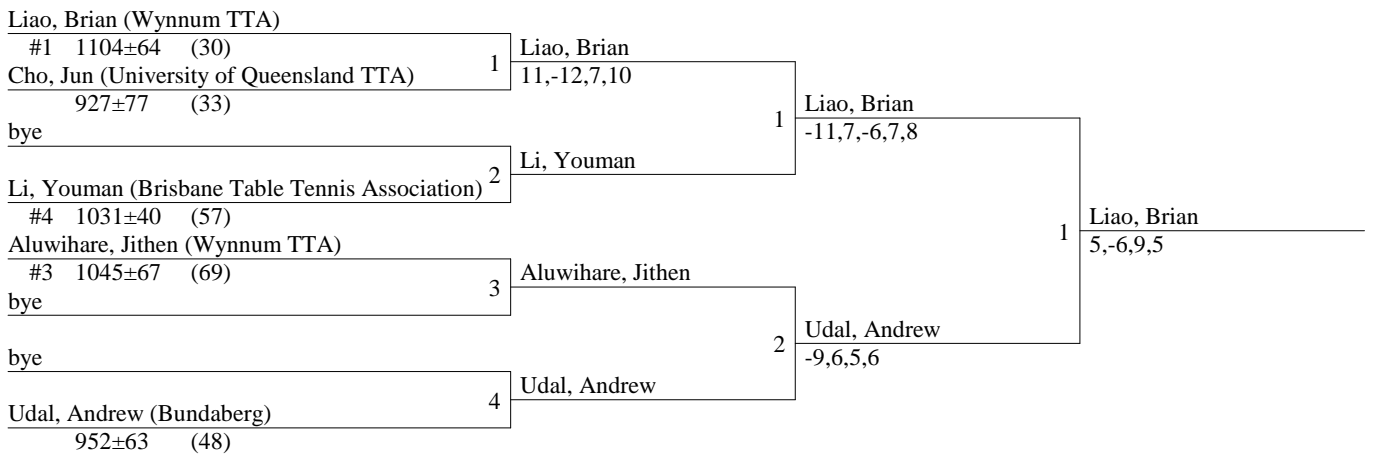 Liao, Brian (Wynnum TTA)
#1 1104±64 (30)
1
Liao, Brian
Cho, Jun (University of Queensland TTA)
11,-12,7,10
927±77 (33)
1
Liao, Brian
bye
-11,7,-6,7,8
2
Li, Youman
Li, Youman (Brisbane Table Tennis Association)
#4 1031±40 (57)
1
Liao, Brian
Aluwihare, Jithen (Wynnum TTA)
5,-6,9,5
#3 1045±67 (69)
3
Aluwihare, Jithen
bye
2
Udal, Andrew
bye
-9,6,5,6
4
Udal, Andrew
Udal, Andrew (Bundaberg)
952±63 (48)